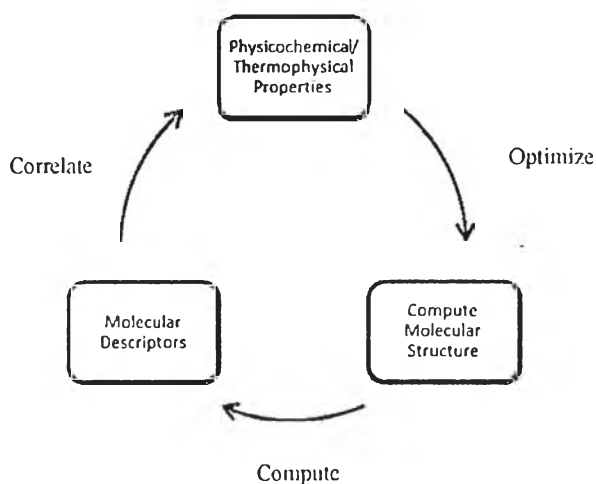 Physicochemical/
Thermophysical
Properties
Correlate
Optimize
Molecular
Descriptors
Compute
Molecular
Structure
Compute